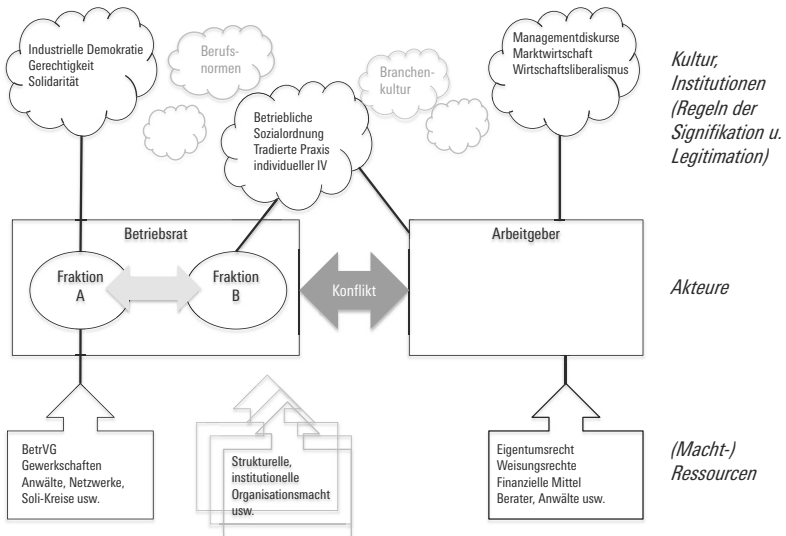 Industrielle Demokratie
Gerechtigkeit
Solidarität
Berufs-
normen
Branchen-
kultur
Managementdiskurse
Marktwirtschaft
Wirtschaftsliberalismus
Kultur,
Institutionen
(Regeln der
Signifikation u.
Legitimation)
Betriebliche
Sozialordnung
Tradierte Praxis
individueller IV
Betriebsrat
Arbeitgeber
Fraktion
A
Fraktion
B
Konflikt
Akteure
BetrVG
Gewerkschaften
Anwälte, Netzwerke,
Soli-Kreise usw.
Strukturelle,
institutionelle
Organisationsmacht
usw.
Eigentumsrecht
Weisungsrechte
Finanzielle Mittel
Berater, Anwälte usw.
(Macht-)
Ressourcen